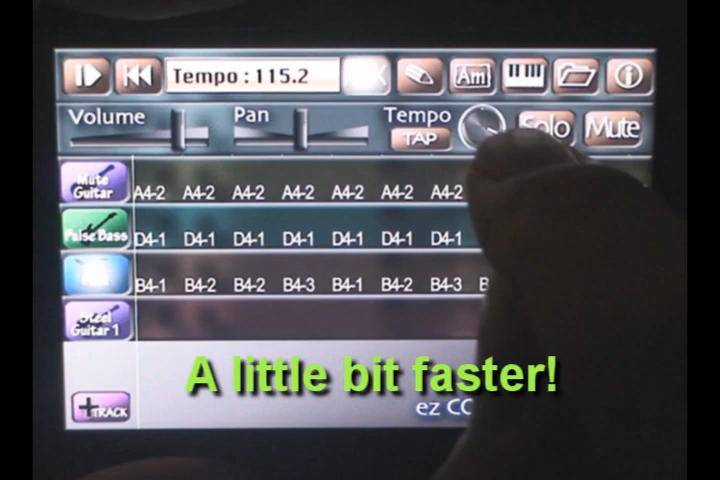 Tempo : 115.2
Am
Volume
Pan
Tempo
TAP
Solo
Mute
Mute
Guitar
A4-2 A4-2 A4-2 A4-2 A4-2 A4-2 A4-2
Pulse Bass
D4-1 D4-1 D4-1 D4-1 D4-1 D4-1 D4-1
B4-1 B4-2 B4-2 B4-3 B4-1 B4-2 B4-3 B
Steel
Guitar 1
A little bit faster!
+TRACK
ez CO